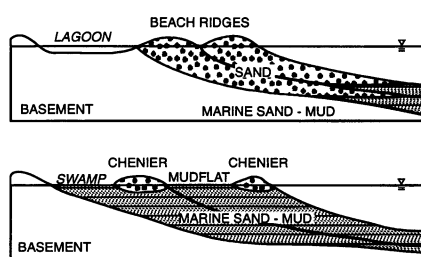 BEACH RIDGES
LAGOON
SAND
BASEMENT
MARINE SAND - MUD
CHENIER
CHENIER
SWAMP
MUDFLAT
MARINE SAND - MUD
BASEMENT